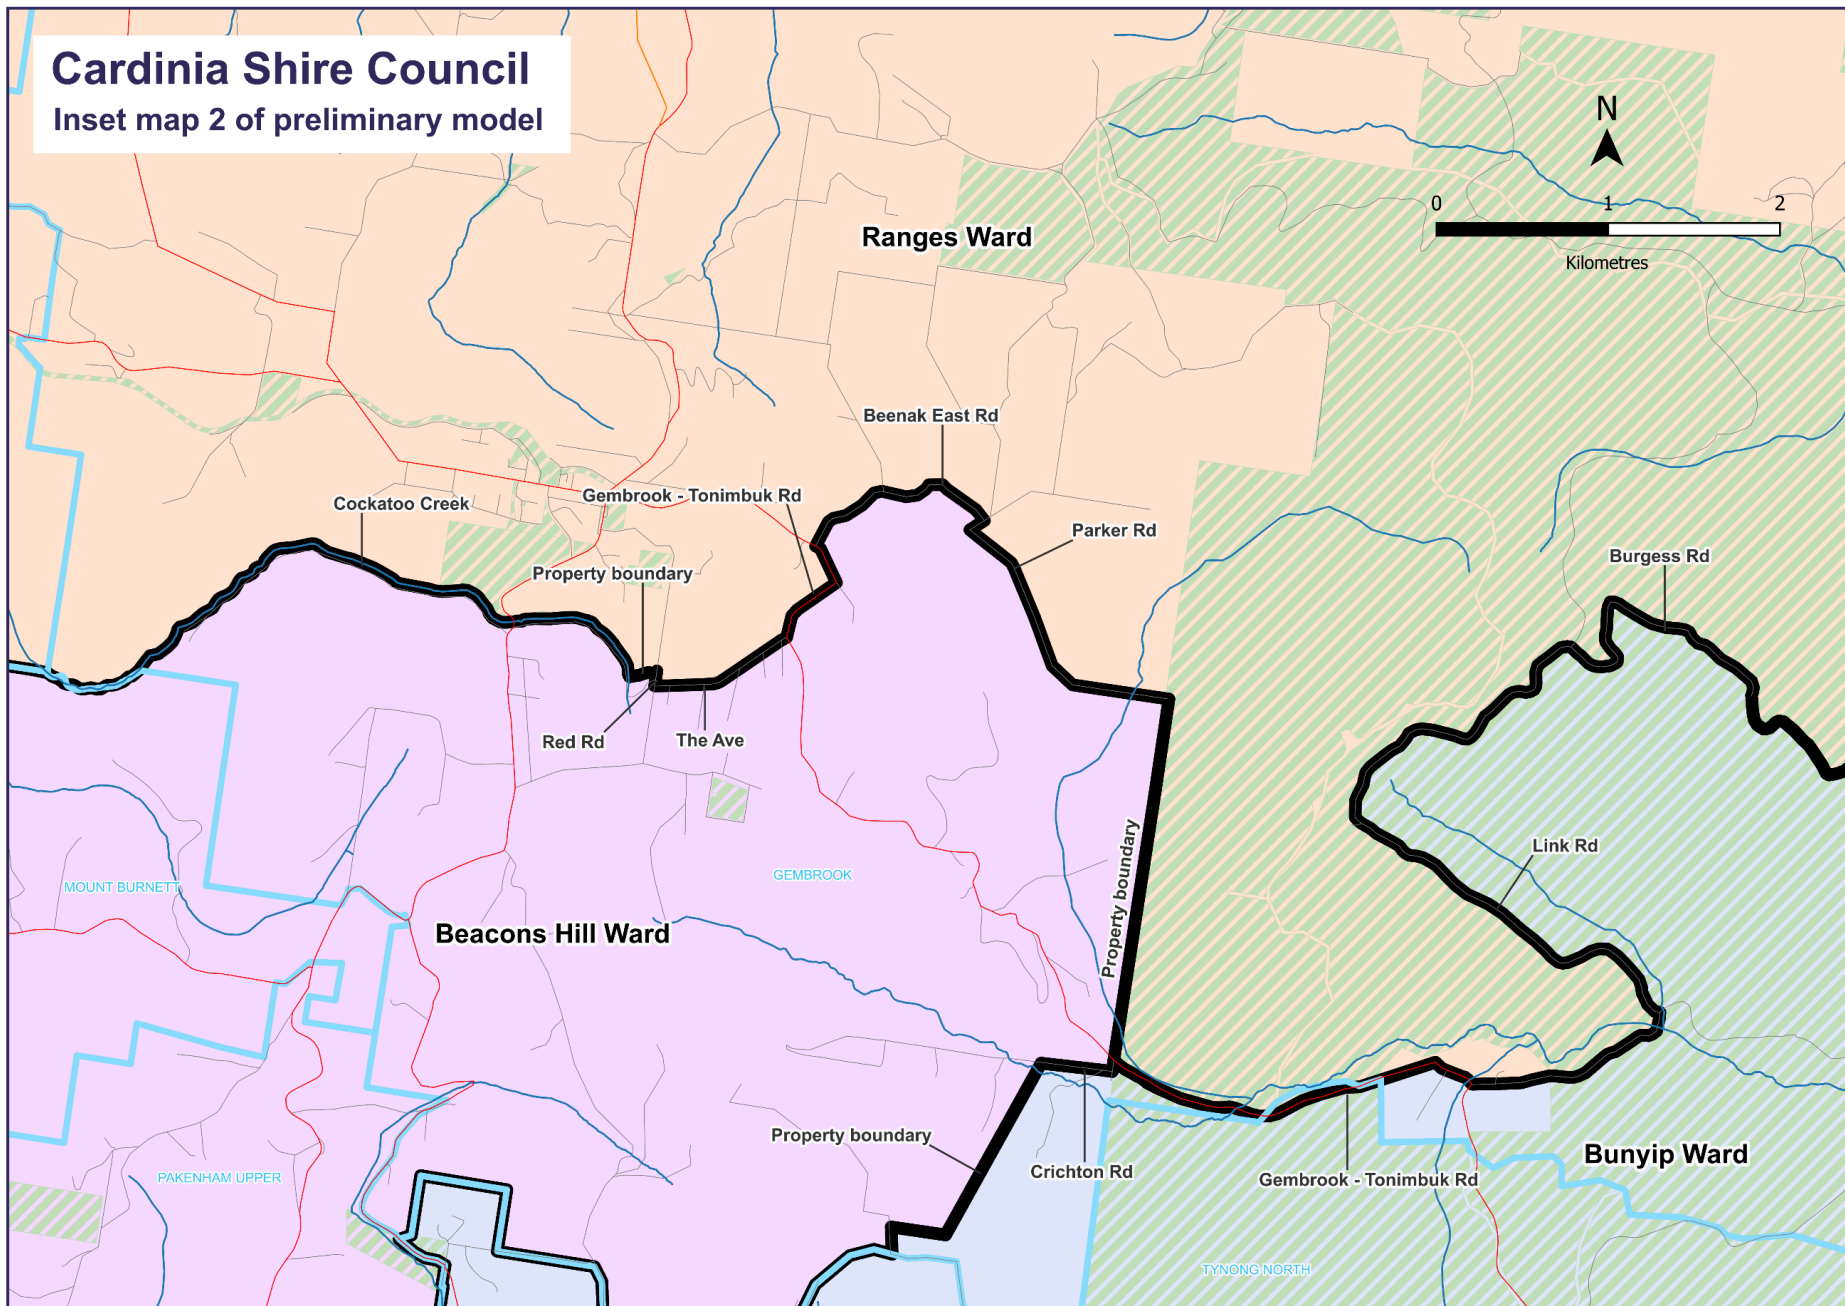 Cardinia Shire Council
Inset map 2 of preliminary model
N
0 1 2
Kilometres
Ranges Ward
Beenak East Rd
Gembrook - Tonimbuk Rd
Cockatoo Creek
Parker Rd
Burgess Rd
Property boundary
Red Rd
The Ave
Link Rd
MOUNT BURNETT
GEMBROOK
Property boundary
Beacons Hill Ward
Property boundary
Crichton Rd
Bunyip Ward
PAKENHAM UPPER
Gembrook - Tonimbuk Rd
TYNONG NORTH